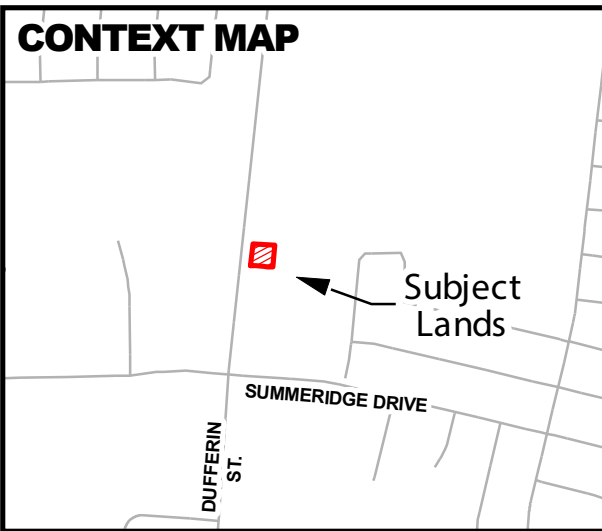 CONTEXT MAP
Subject
Lands
SUMMERIDGE DRIVE
DUFFERIN
ST.